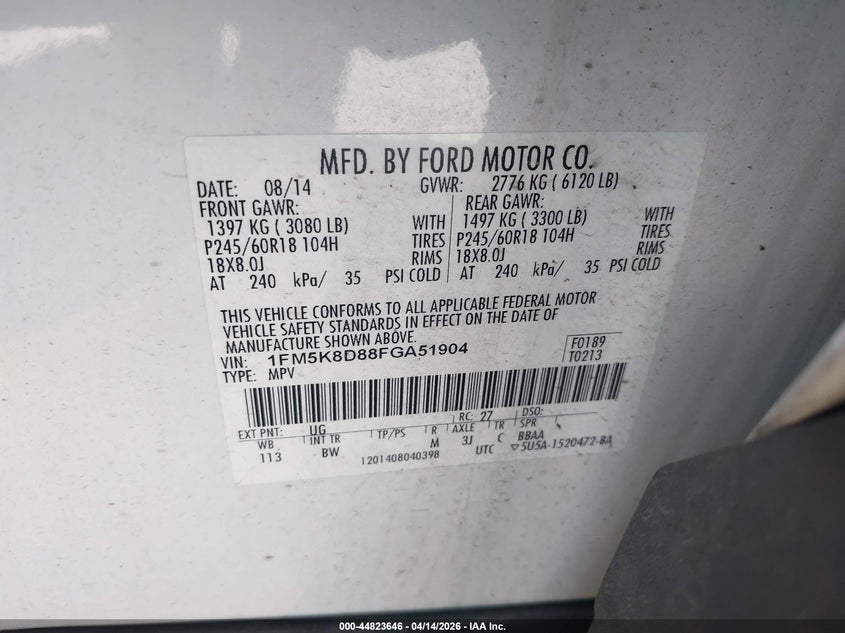 MFD. BY FORD MOTOR CO.
DATE: 08/14 GVWR: 2776 KG ( 6120 LB)
FRONT GAWR: REAR GAWR:
1397 KG ( 3080 LB) WITH 1497 KG ( 3300 LB) WITH
P245/60R18 104H TIRES P245/60R18 104H TIRES
18X8.0J RIMS 18X8.0J RIMS
AT 240 kPa/ 35 PSI COLD AT 240 kPa/ 35 PSI COLD
THIS VEHICLE CONFORMS TO ALL APPLICABLE FEDERAL MOTOR
VEHICLE SAFETY STANDARDS IN EFFECT ON THE DATE OF
MANUFACTURE SHOWN ABOVE.
VIN: 1FM5K8D88FGA51904 F0189
TYPE: MPV T0213
RC: 27 DSO:
EXT PNT: UG
WB INT TR TP/PS R AXLE TR SPR
113 BW M 3J C BBAA
1201408040398 UTC ▽5U5A-1520472-BA
000-44823646 - 04/14/2026 - IAA Inc.